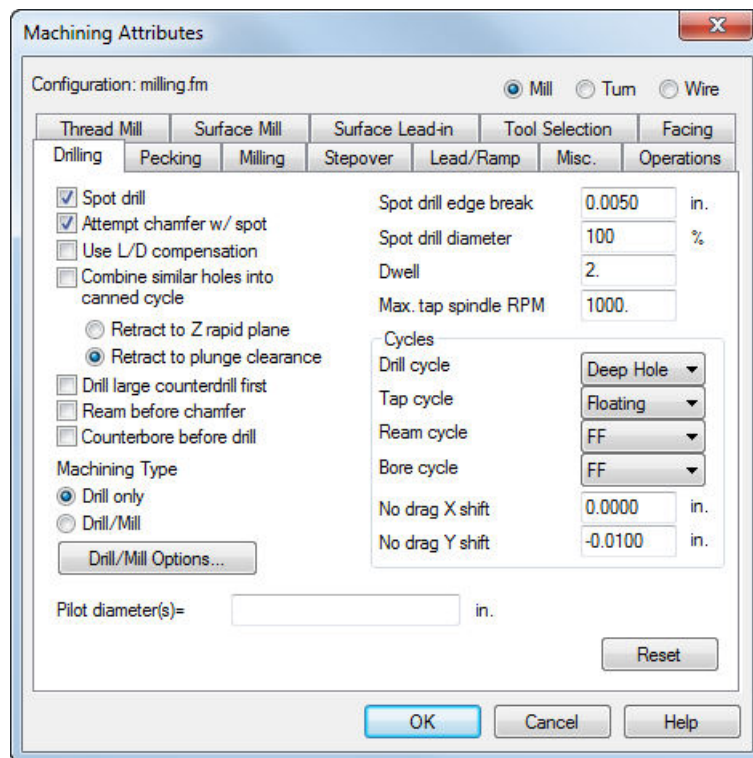 Machining Attributes
Configuration: milling.fm
Mill Turn Wire
Thread Mill Surface Mill Surface Lead-in Tool Selection Facing
Drilling Pecking Milling Stepover Lead/Ramp Misc. Operations
Spot drill
Attempt chamfer w/ spot
Use L/D compensation
Combine similar holes into
canned cycle
Retract to Z rapid plane
Retract to plunge clearance
Drill large counterdrill first
Ream before chamfer
Counterbore before drill
Machining Type
Drill only
Drill/Mill
Drill/Mill Options...
Spot drill edge break 0.0050 in.
Spot drill diameter 100 %
Dwell 2.
Max. tap spindle RPM 1000.
Cycles
Drill cycle Deep Hole
Tap cycle Floating
Ream cycle FF
Bore cycle FF
No drag X shift 0.0000 in.
No drag Y shift -0.0100 in.
Pilot diameter(s)= in.
Reset
OK Cancel Help